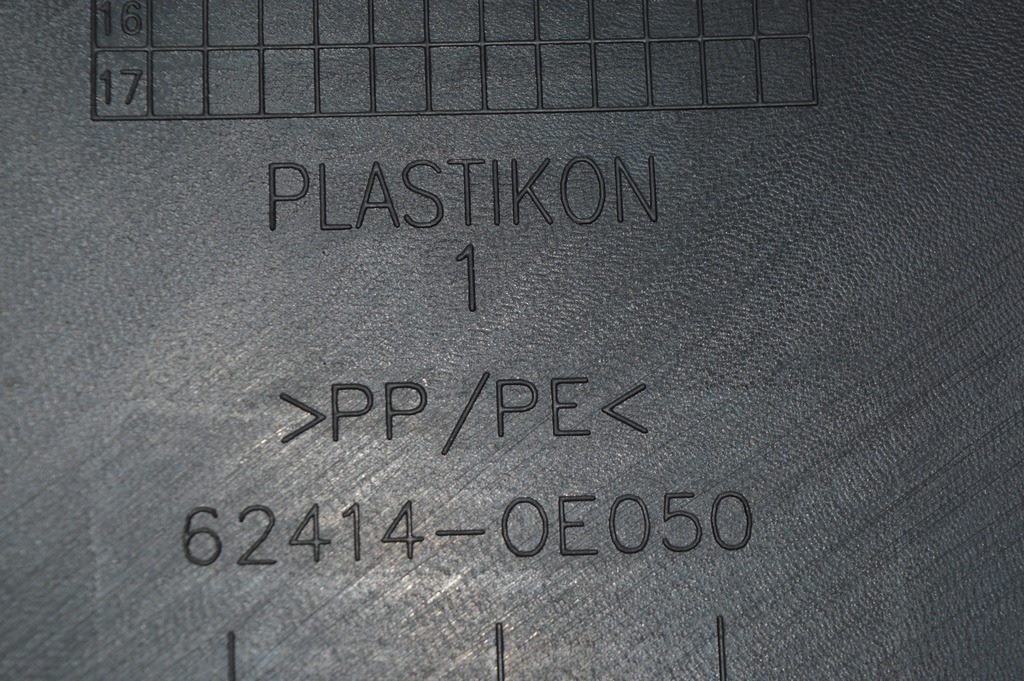 16
17
PLASTIKON
1
>PP/PE<
62414-0E050